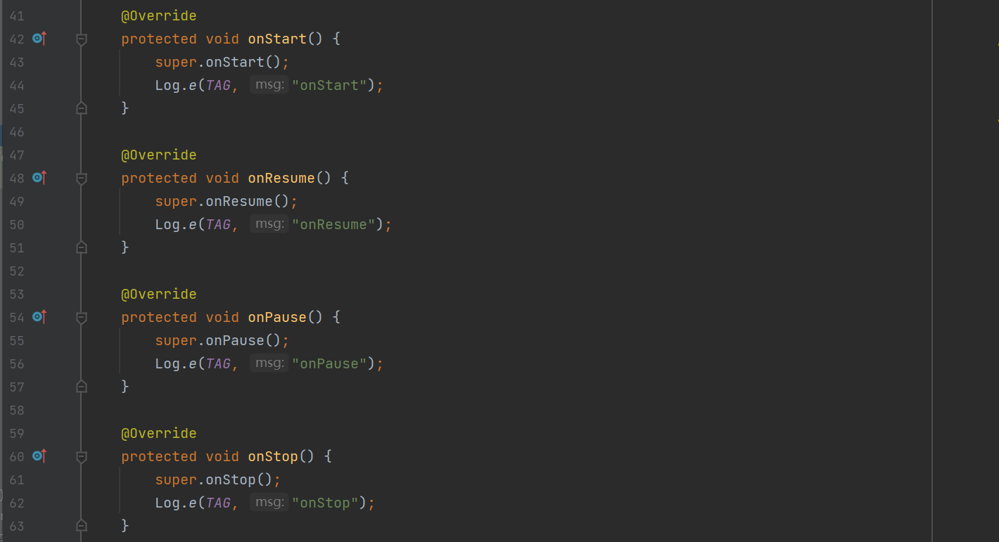 41 @Override
42 protected void onStart() {
43 super.onStart();
44 Log.e(TAG, msg: "onStart");
45 }
46
47 @Override
48 protected void onResume() {
49 super.onResume();
50 Log.e(TAG, msg: "onResume");
51 }
52
53 @Override
54 protected void onPause() {
55 super.onPause();
56 Log.e(TAG, msg: "onPause");
57 }
58
59 @Override
60 protected void onStop() {
61 super.onStop();
62 Log.e(TAG, msg: "onStop");
63 }